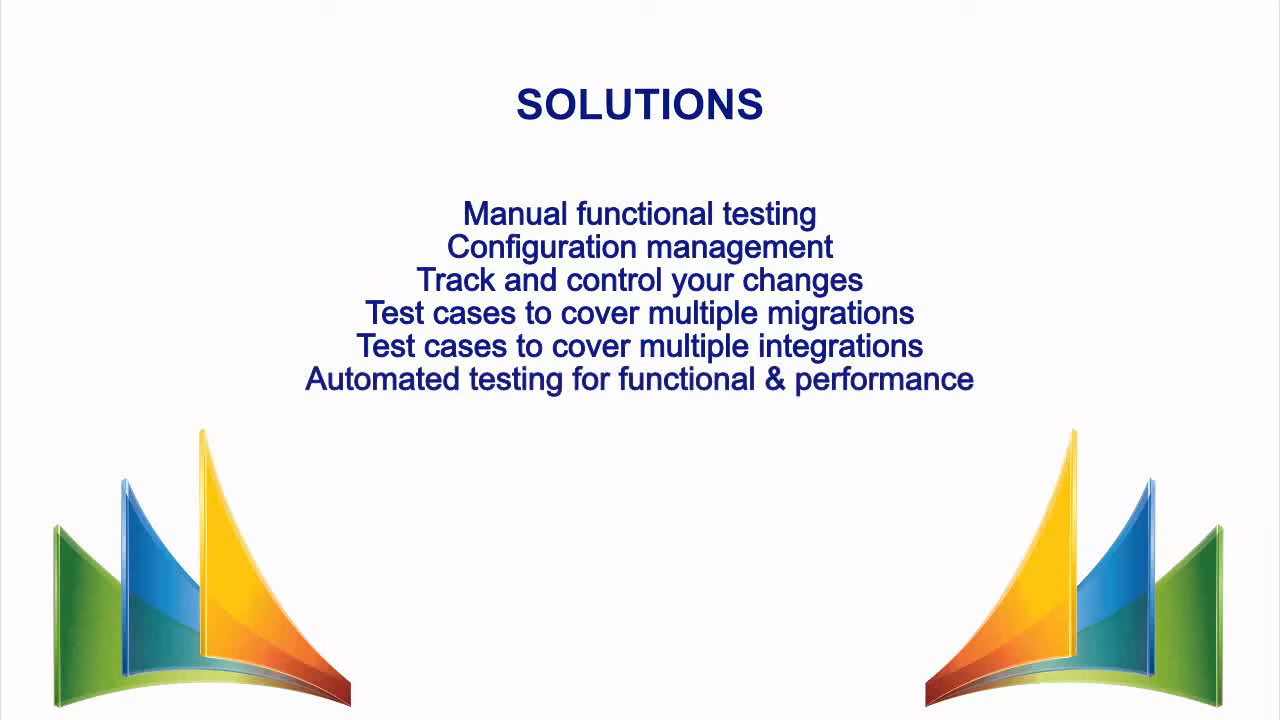 SOLUTIONS
Manual functional testing
Configuration management
Track and control your changes
Test cases to cover multiple migrations
Test cases to cover multiple integrations
Automated testing for functional & performance